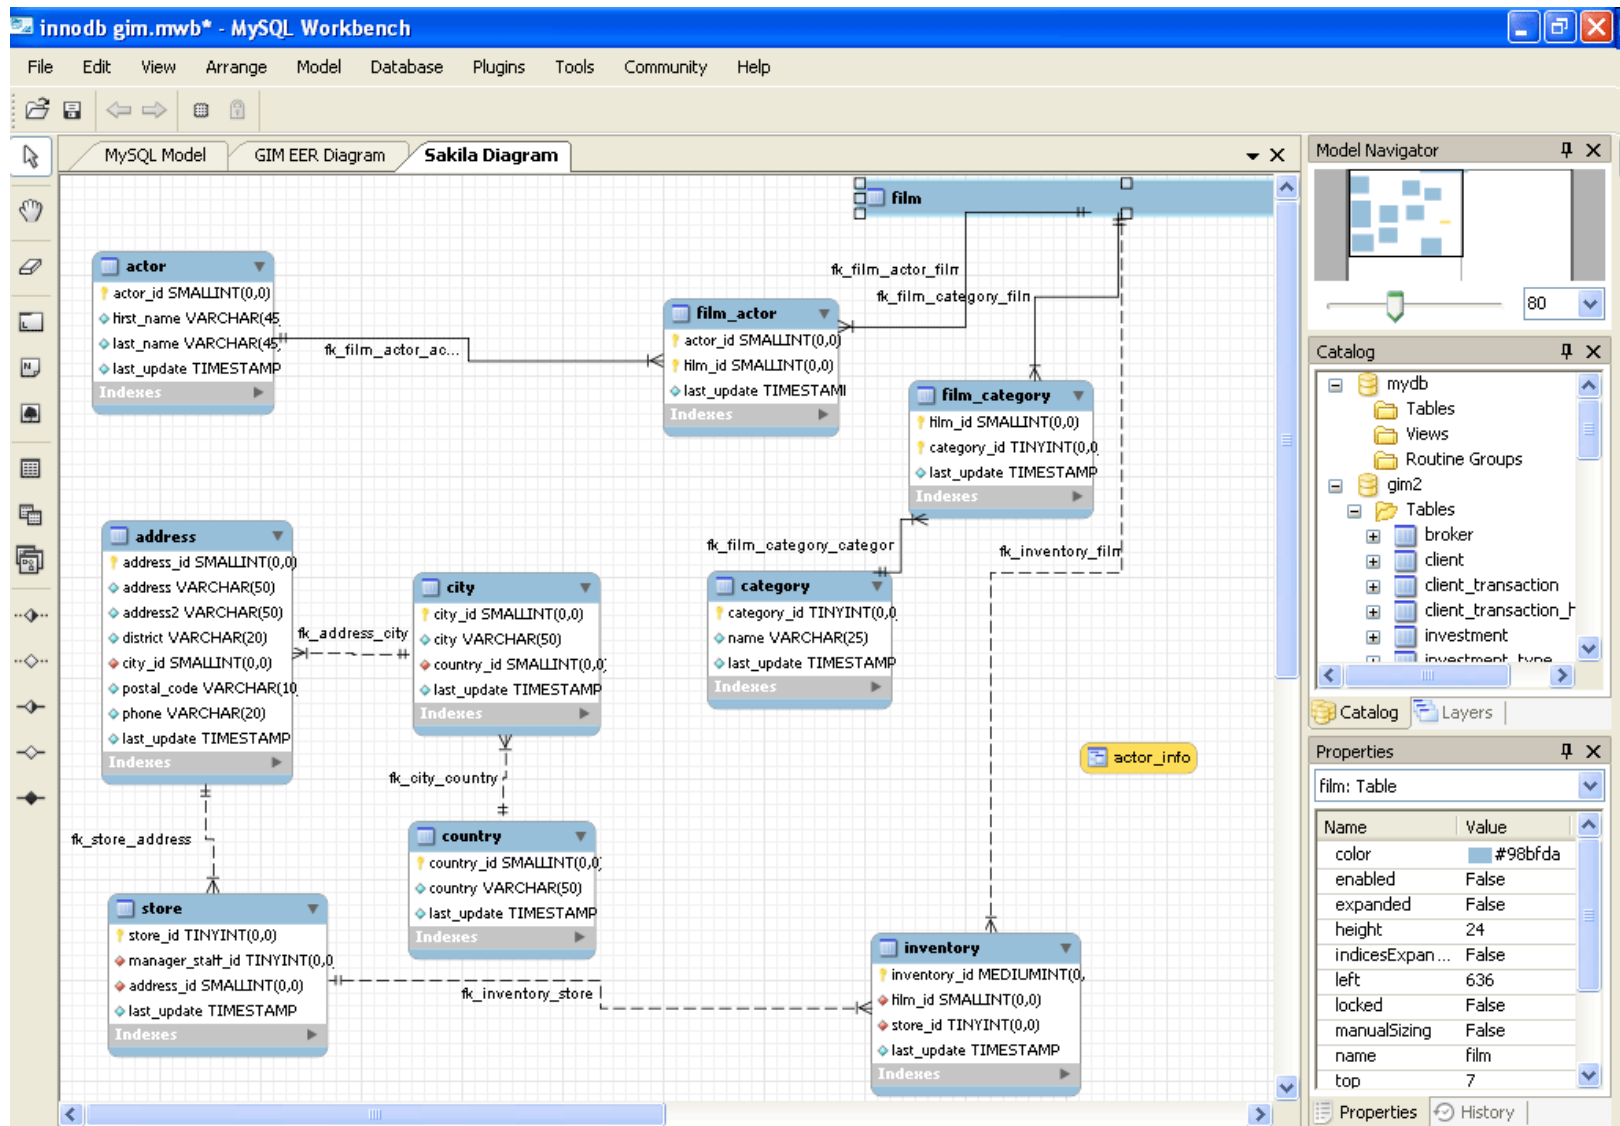 innodb gim.mwb* - MySQL Workbench
File Edit View Arrange Model Database Plugins Tools Community Help
MySQL Model GIM EER Diagram Sakila Diagram
film
fk_film_actor_film
fk_film_category_film
actor
actor_id SMALLINT(0,0)
first_name VARCHAR(45
last_name VARCHAR(45
last_update TIMESTAMP
Indexes
fk_film_actor_ac...
film_actor
actor_id SMALLINT(0,0)
film_id SMALLINT(0,0)
last_update TIMESTAMI
Indexes
film_category
film_id SMALLINT(0,0)
category_id TINYINT(0,0
last_update TIMESTAMP
Indexes
fk_film_category_categor
fk_inventory_film
address
address_id SMALLINT(0,0)
address VARCHAR(50)
address2 VARCHAR(50)
district VARCHAR(20)
city_id SMALLINT(0,0)
postal_code VARCHAR(10
phone VARCHAR(20)
last_update TIMESTAMP
Indexes
fk_address_city
city
city_id SMALLINT(0,0)
city VARCHAR(50)
country_id SMALLINT(0,0
last_update TIMESTAMP
Indexes
category
category_id TINYINT(0,0
name VARCHAR(25)
last_update TIMESTAMP
Indexes
actor_info
fk_city_country
fk_store_address
country
country_id SMALLINT(0,0
country VARCHAR(50)
last_update TIMESTAMP
Indexes
store
store_id TINYINT(0,0)
manager_staff_id TINYINT(0,0
address_id SMALLINT(0,0)
last_update TIMESTAMP
Indexes
fk_inventory_store
inventory
inventory_id MEDIUMINT(0,
film_id SMALLINT(0,0)
store_id TINYINT(0,0)
last_update TIMESTAMP
Indexes
Model Navigator
80
Catalog
mydb
Tables
Views
Routine Groups
gim2
Tables
broker
client
client_transaction
client_transaction_h
investment
investment_type
Catalog Layers
Properties
film: Table
Name Value
color #98bfda
enabled False
expanded False
height 24
indicesExpan... False
left 636
locked False
manualSizing False
name film
top 7
Properties History